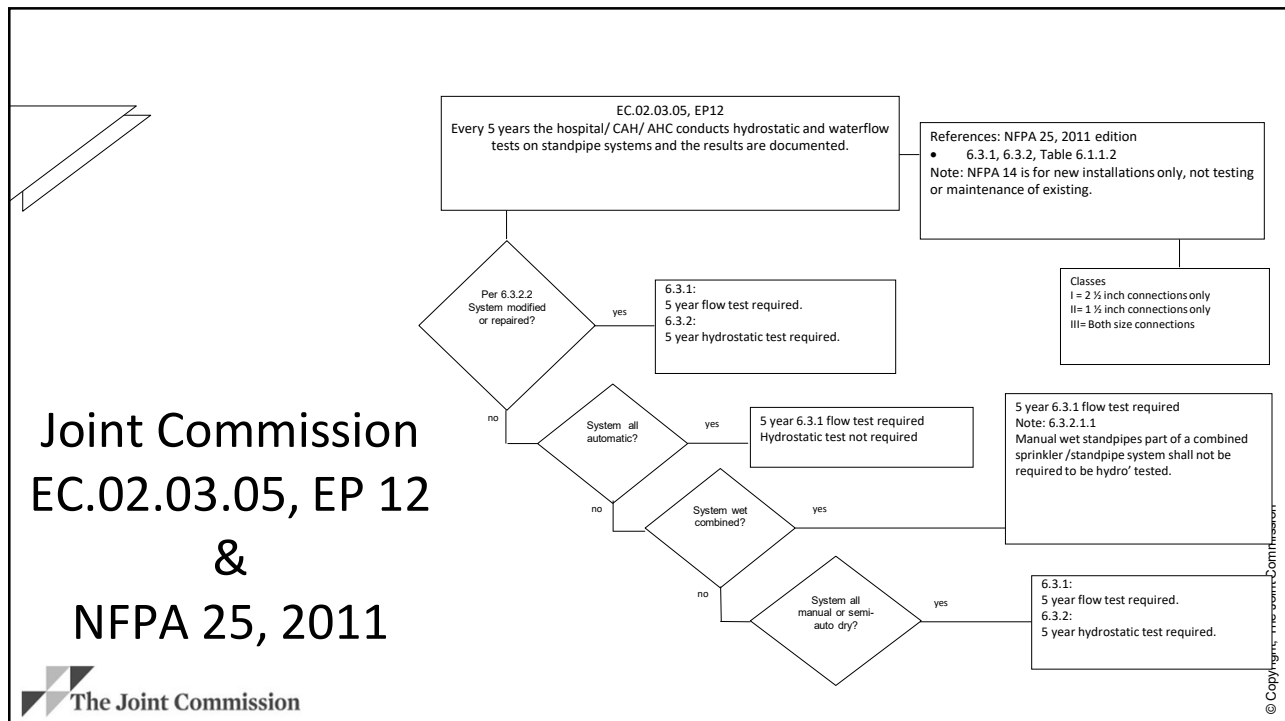 EC.02.03.05, EP12
Every 5 years the hospital/ CAH/ AHC conducts hydrostatic and waterflow
tests on standpipe systems and the results are documented.
References: NFPA 25, 2011 edition
• 6.3.1, 6.3.2, Table 6.1.1.2
Note: NFPA 14 is for new installations only, not testing
or maintenance of existing.
Classes
I = 2 ½ inch connections only
II= 1 ½ inch connections only
III= Both size connections
Per 6.3.2.2
System modified
or repaired?
yes
6.3.1:
5 year flow test required.
6.3.2:
5 year hydrostatic test required.
no
System all
automatic?
yes
5 year 6.3.1 flow test required
Hydrostatic test not required
no
System wet
combined?
yes
5 year 6.3.1 flow test required
Note: 6.3.2.1.1
Manual wet standpipes part of a combined
sprinkler /standpipe system shall not be
required to be hydro’ tested.
no
System all
manual or semi-
auto dry?
yes
6.3.1:
5 year flow test required.
6.3.2:
5 year hydrostatic test required.
Joint Commission
EC.02.03.05, EP 12
&
NFPA 25, 2011
The Joint Commission
© Copyright, The Joint Commission